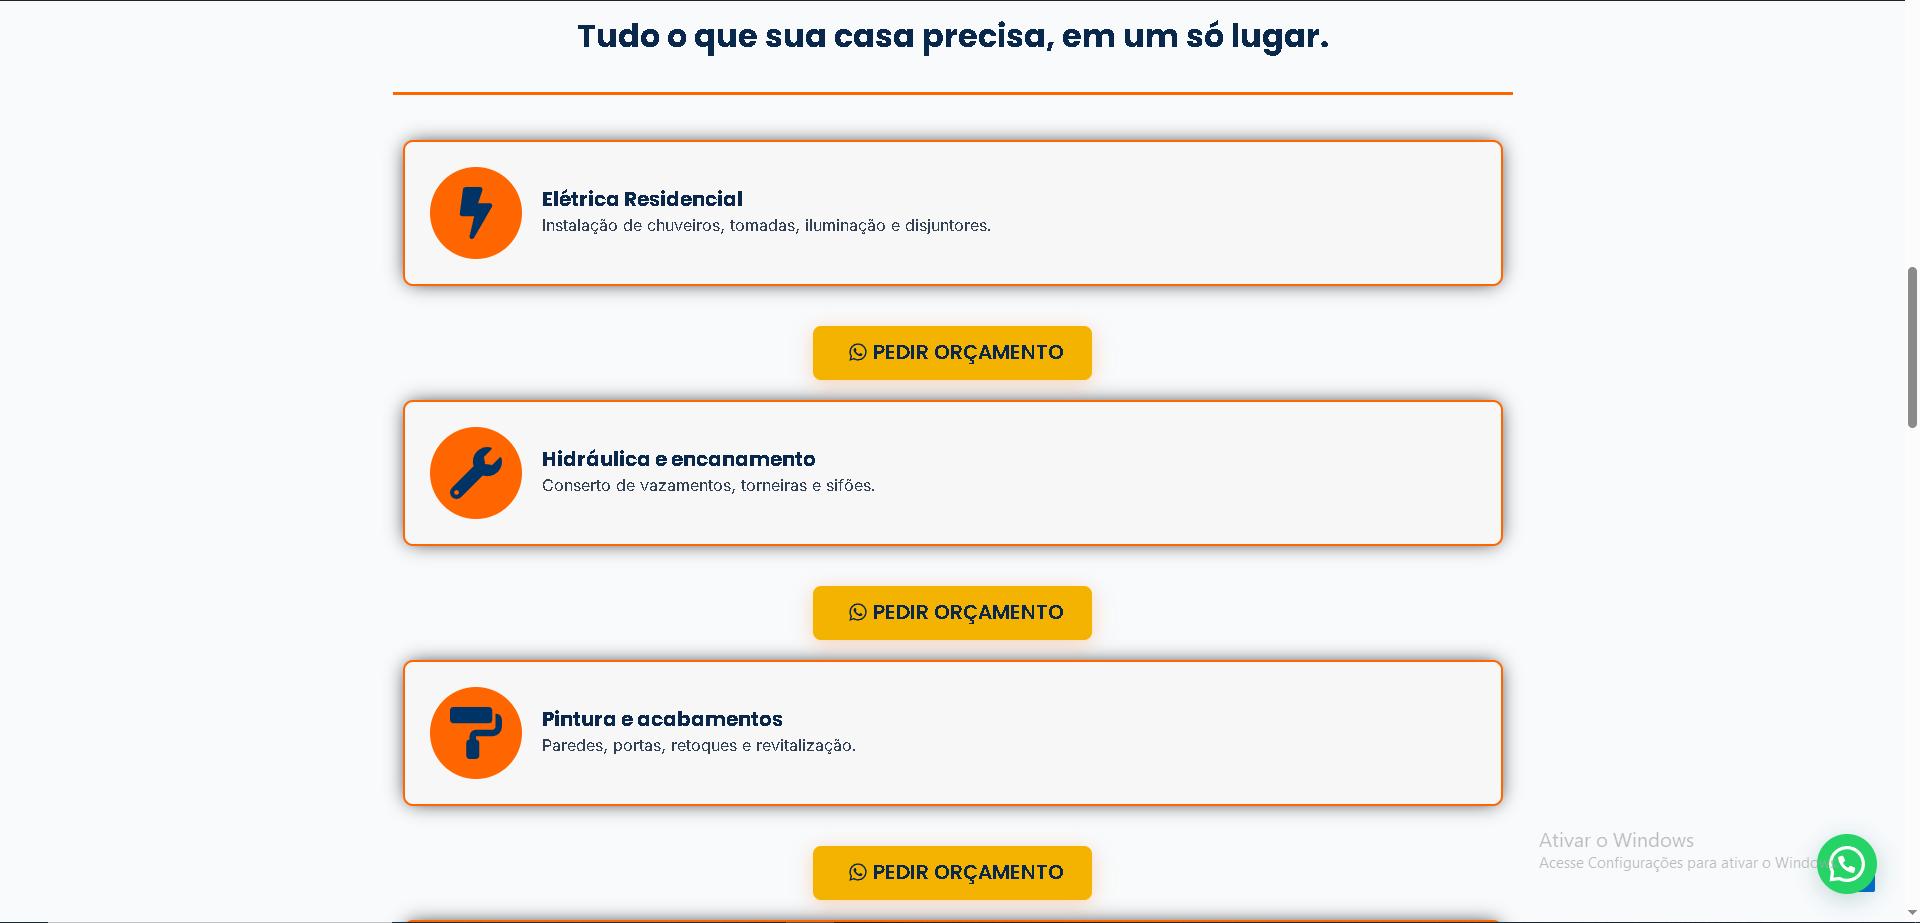 Tudo o que sua casa precisa, em um só lugar.
Elétrica Residencial
Instalação de chuveiros, tomadas, iluminação e disjuntores.
PEDIR ORÇAMENTO
Hidráulica e encanamento
Conserto de vazamentos, torneiras e sifões.
PEDIR ORÇAMENTO
Pintura e acabamentos
Paredes, portas, retoques e revitalização.
PEDIR ORÇAMENTO
Ativar o Windows
Acesse Configurações para ativar o Windows